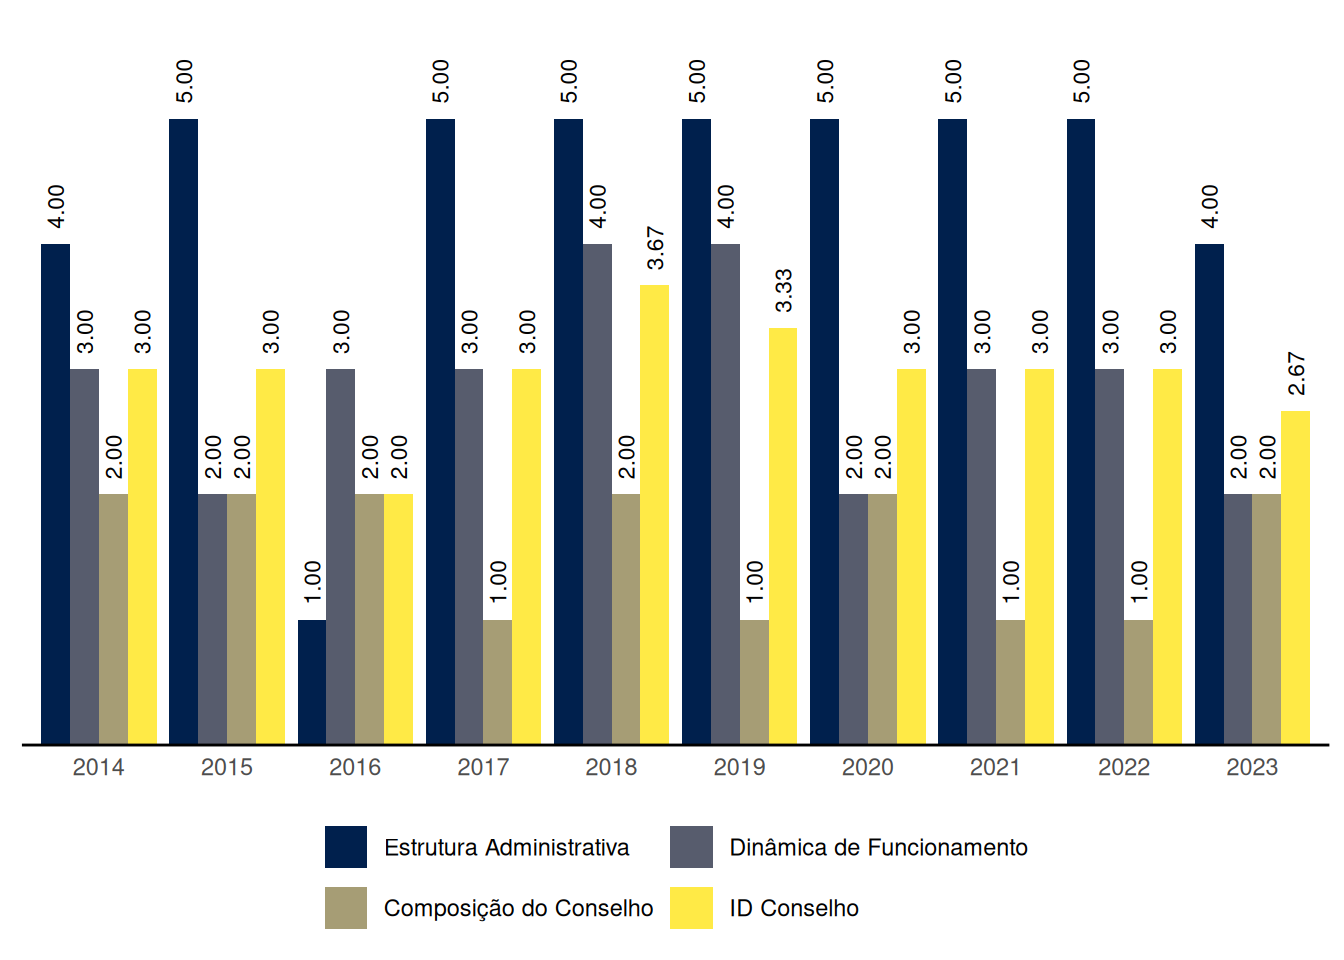 5.00 5.00 5.00 5.00 5.00 5.00 5.00
4.00 4.00 4.00 4.00
3.67
3.33
3.00 3.00 3.00 3.00 3.00 3.00 3.00 3.00 3.00 3.00 3.00
2.67
2.00 2.00 2.00 2.00 2.00 2.00 2.00 2.00 2.00 2.00
1.00 1.00 1.00 1.00 1.00
2014 2015 2016 2017 2018 2019 2020 2021 2022 2023
Estrutura Administrativa Dinâmica de Funcionamento
Composição do Conselho ID Conselho